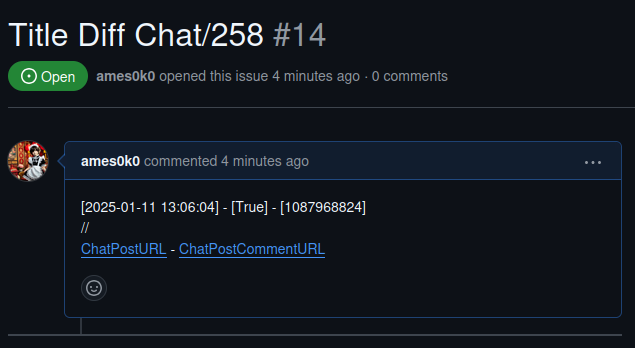 Title Diff Chat/258 #14
Open ames0k0 opened this issue 4 minutes ago · 0 comments
ames0k0 commented 4 minutes ago
[2025-01-11 13:06:04] - [True] - [1087968824]
//
ChatPostURL - ChatPostCommentURL